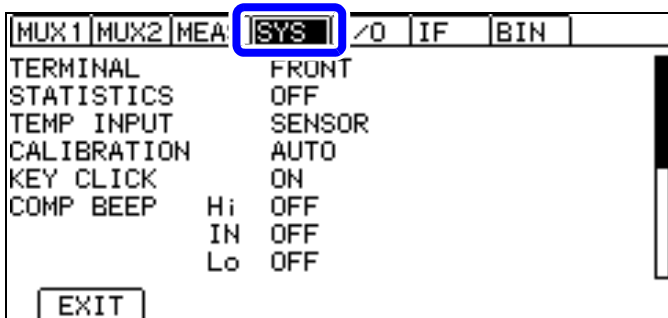 MUX1 MUX2 MEA SYS /O IF BIN
TERMINAL FRONT
STATISTICS OFF
TEMP INPUT SENSOR
CALIBRATION AUTO
KEY CLICK ON
COMP BEEP Hi OFF
IN OFF
Lo OFF
EXIT